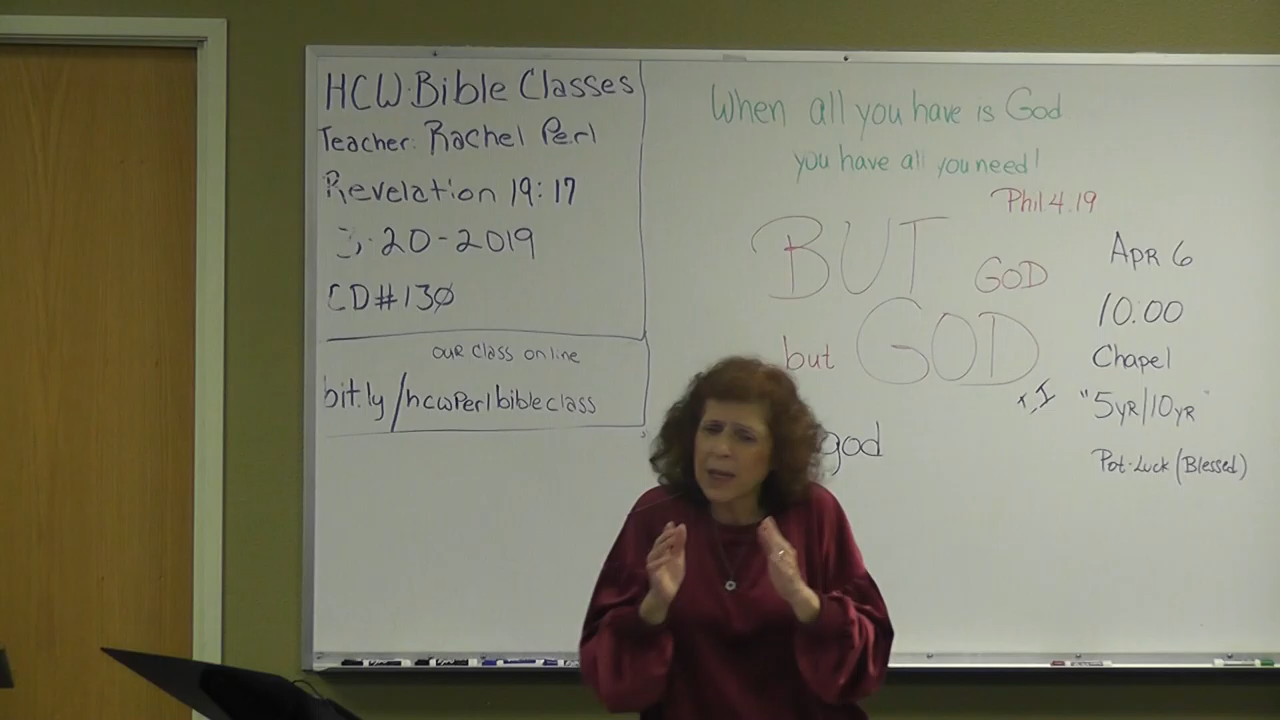 HCW Bible Classes
Teacher: Rachel Perl
Revelation 19:17
3-20-2019
CD#130
our class online
bit.ly/hcwPerlbibleclass
When all you have is God
you have all you need!
Phil 4.19
BUT GOD
but GOD
god
Apr 6
10:00
Chapel
"5yr/10yr"
Pot-Luck (Blessed)